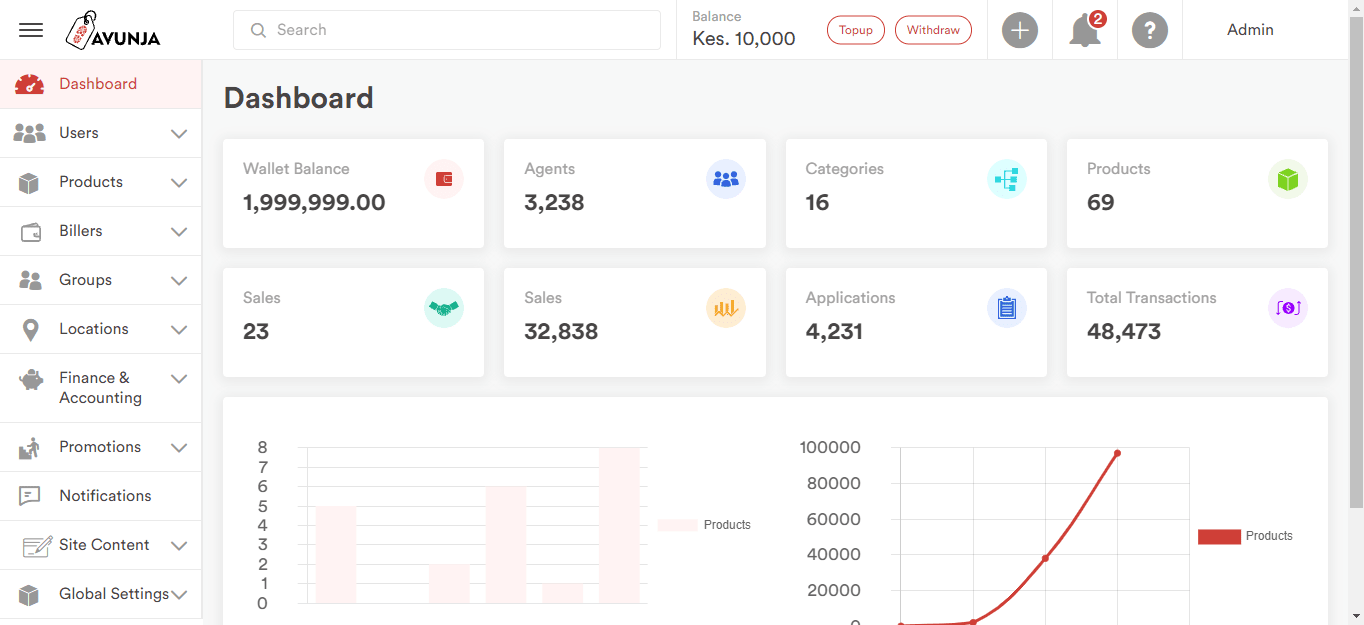 AVUNJA
Search
Balance
Kes. 10,000
Topup
Withdraw
2
?
Admin
Dashboard
Users
Products
Billers
Groups
Locations
Finance &
Accounting
Promotions
Notifications
Site Content
Global Settings
Dashboard
Wallet Balance
1,999,999.00
Agents
3,238
Categories
16
Products
69
Sales
23
Sales
32,838
Applications
4,231
Total Transactions
48,473
8
7
6
5
4
3
2
1
0
Products
100000
80000
60000
40000
20000
0
Products